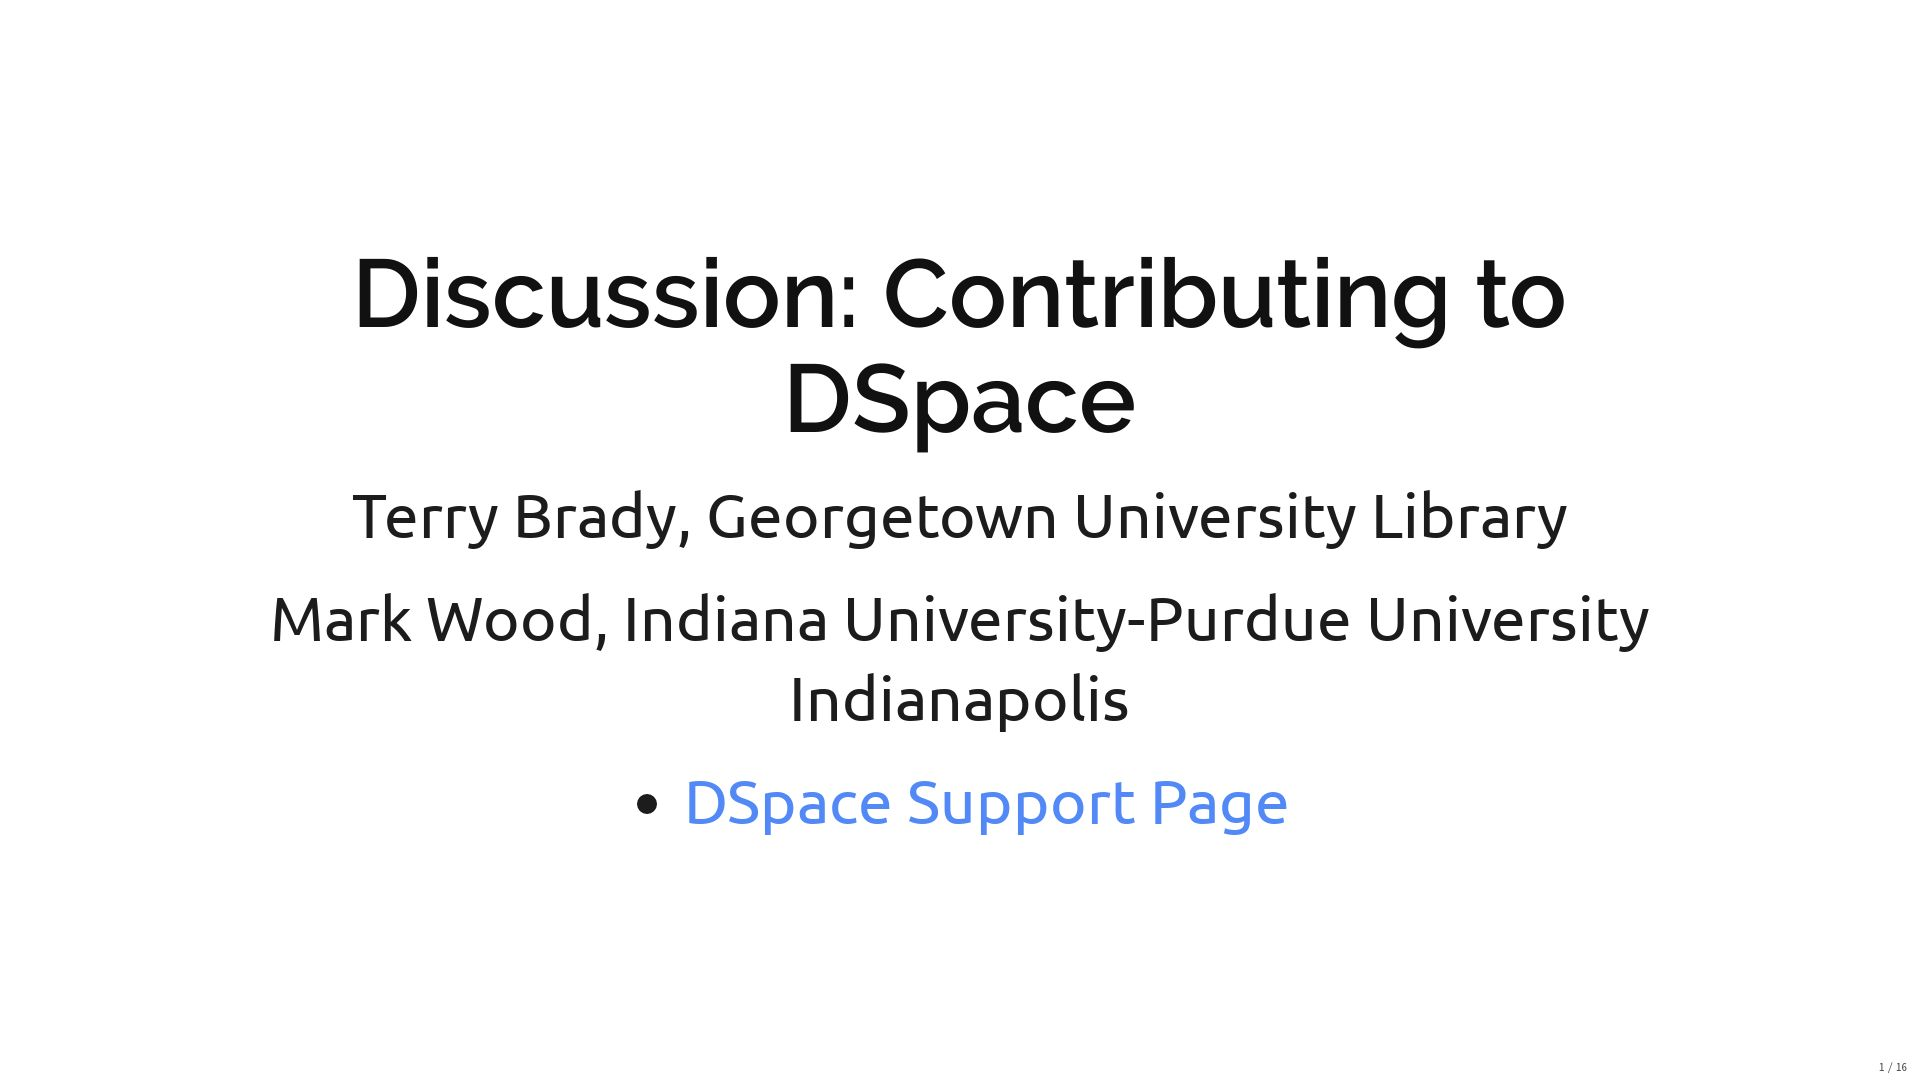 Discussion: Contributing to
DSpace
Terry Brady, Georgetown University Library
Mark Wood, Indiana University-Purdue University
Indianapolis
• DSpace Support Page
1 / 16